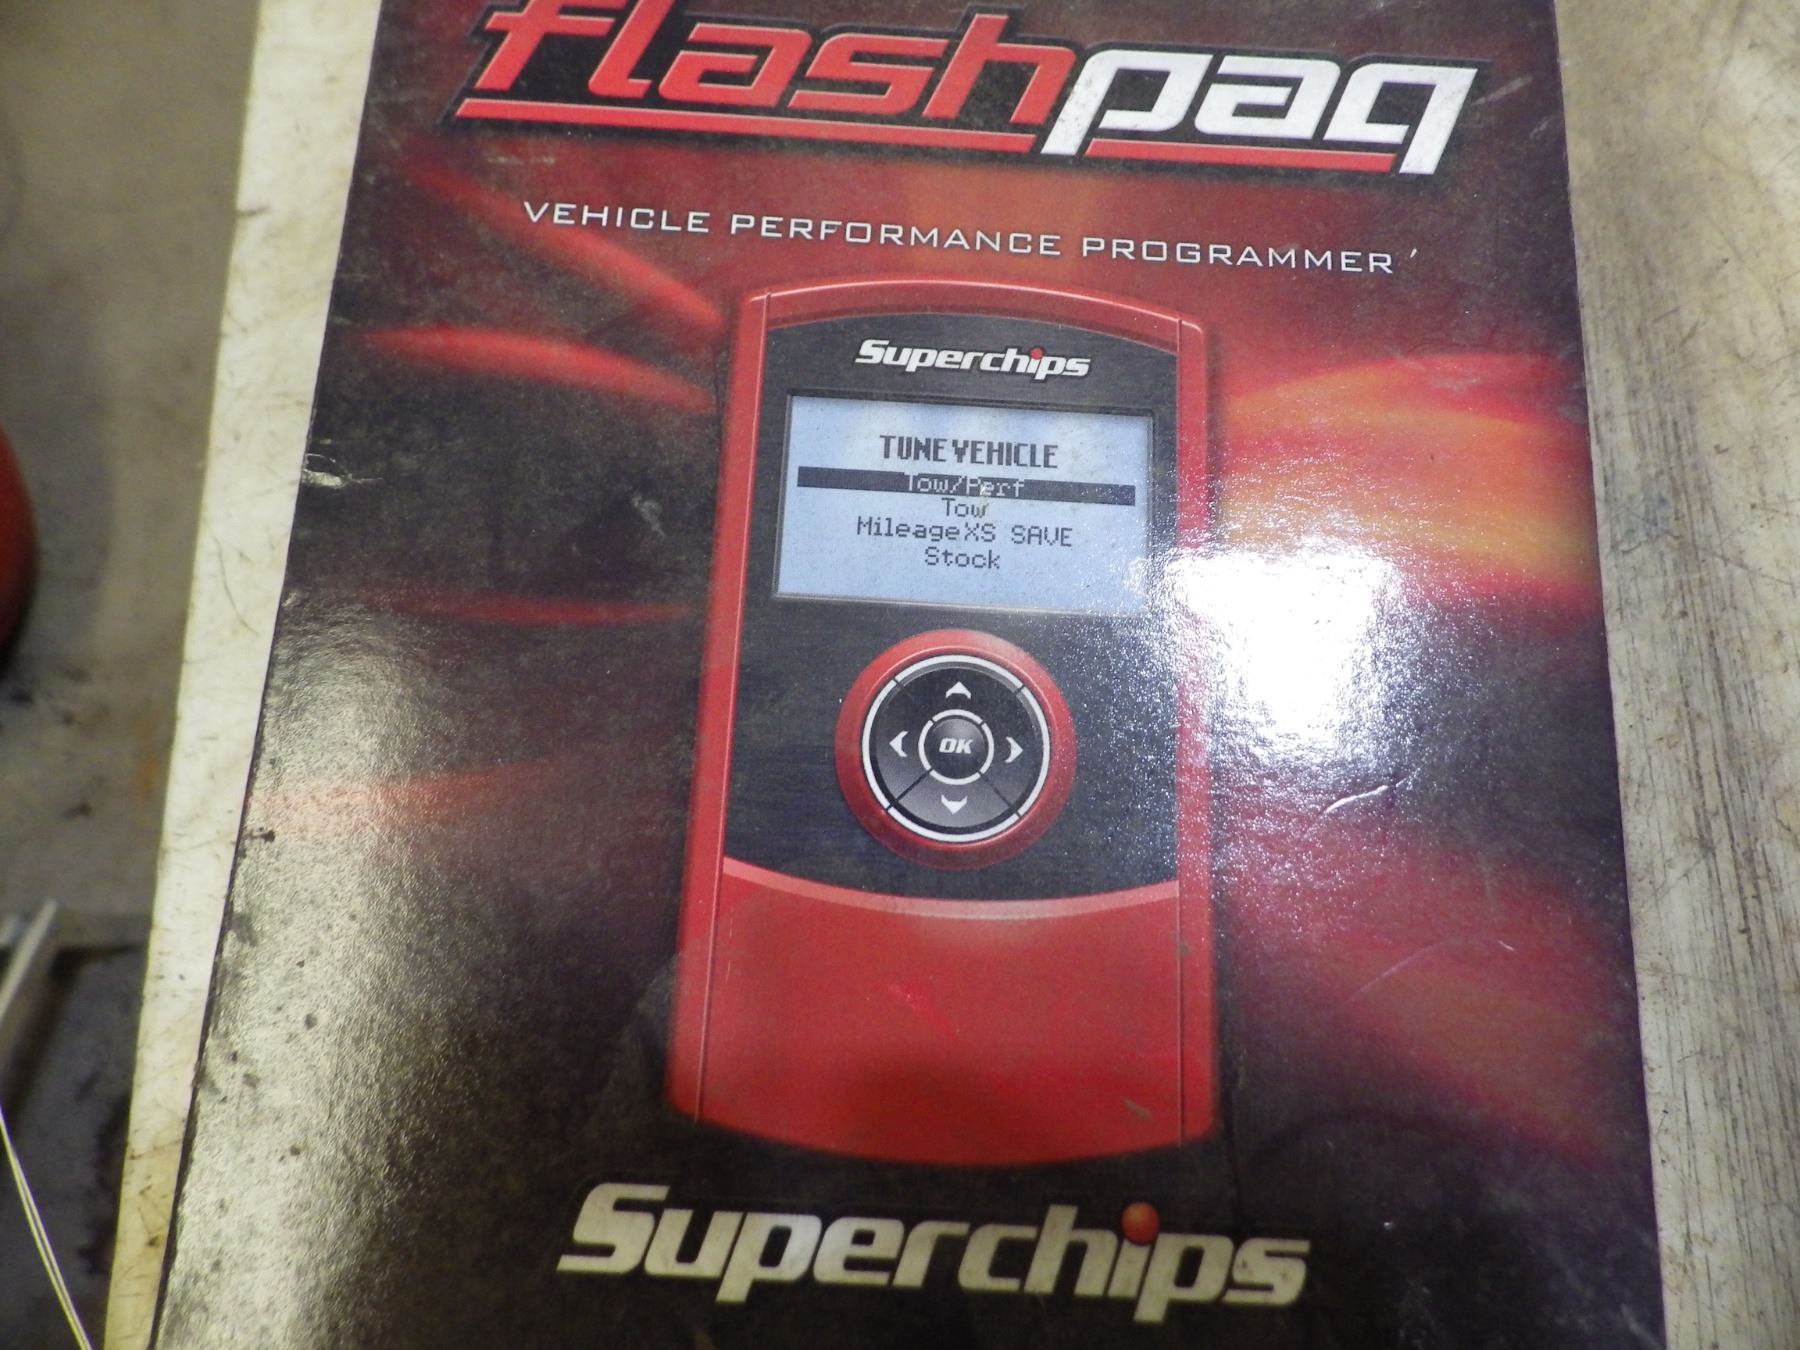 flashpaq
VEHICLE PERFORMANCE PROGRAMMER
Superchips
TUNE VEHICLE
Tow/Perf
Tow
MileageXS SAVE
Stock
OK
Superchips